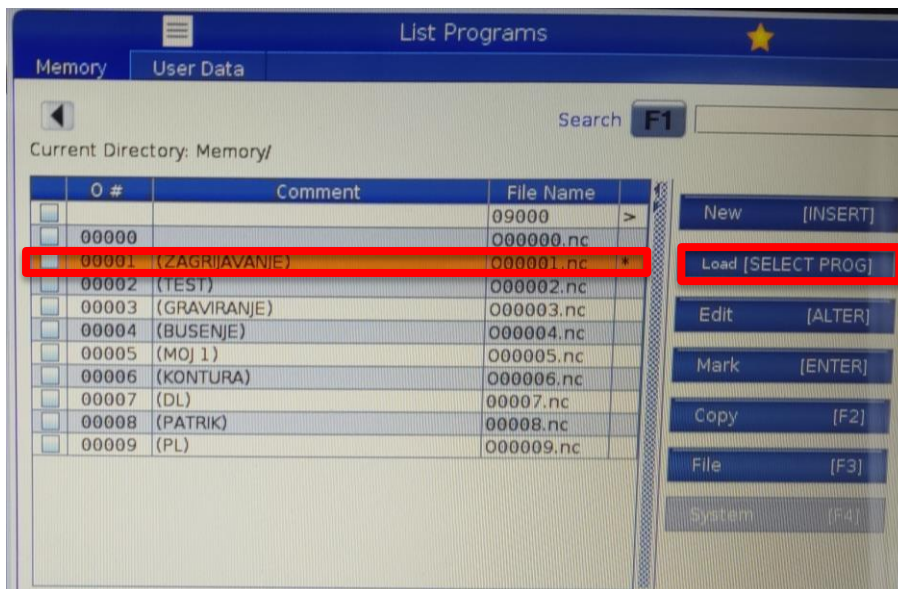 List Programs
Memory User Data
Search F1
Current Directory: Memory/
O # Comment File Name
09000 >
00000 O00000.nc
00001 (ZAGRIJAVANJE) O00001.nc *
00002 (TEST) O00002.nc
00003 (GRAVIRANJE) O00003.nc
00004 (BUSENJE) O00004.nc
00005 (MOJ 1) O00005.nc
00006 (KONTURA) O00006.nc
00007 (DL) 00007.nc
00008 (PATRIK) 00008.nc
00009 (PL) O00009.nc
New [INSERT]
Load [SELECT PROG]
Edit [ALTER]
Mark [ENTER]
Copy [F2]
File [F3]
System [F4]